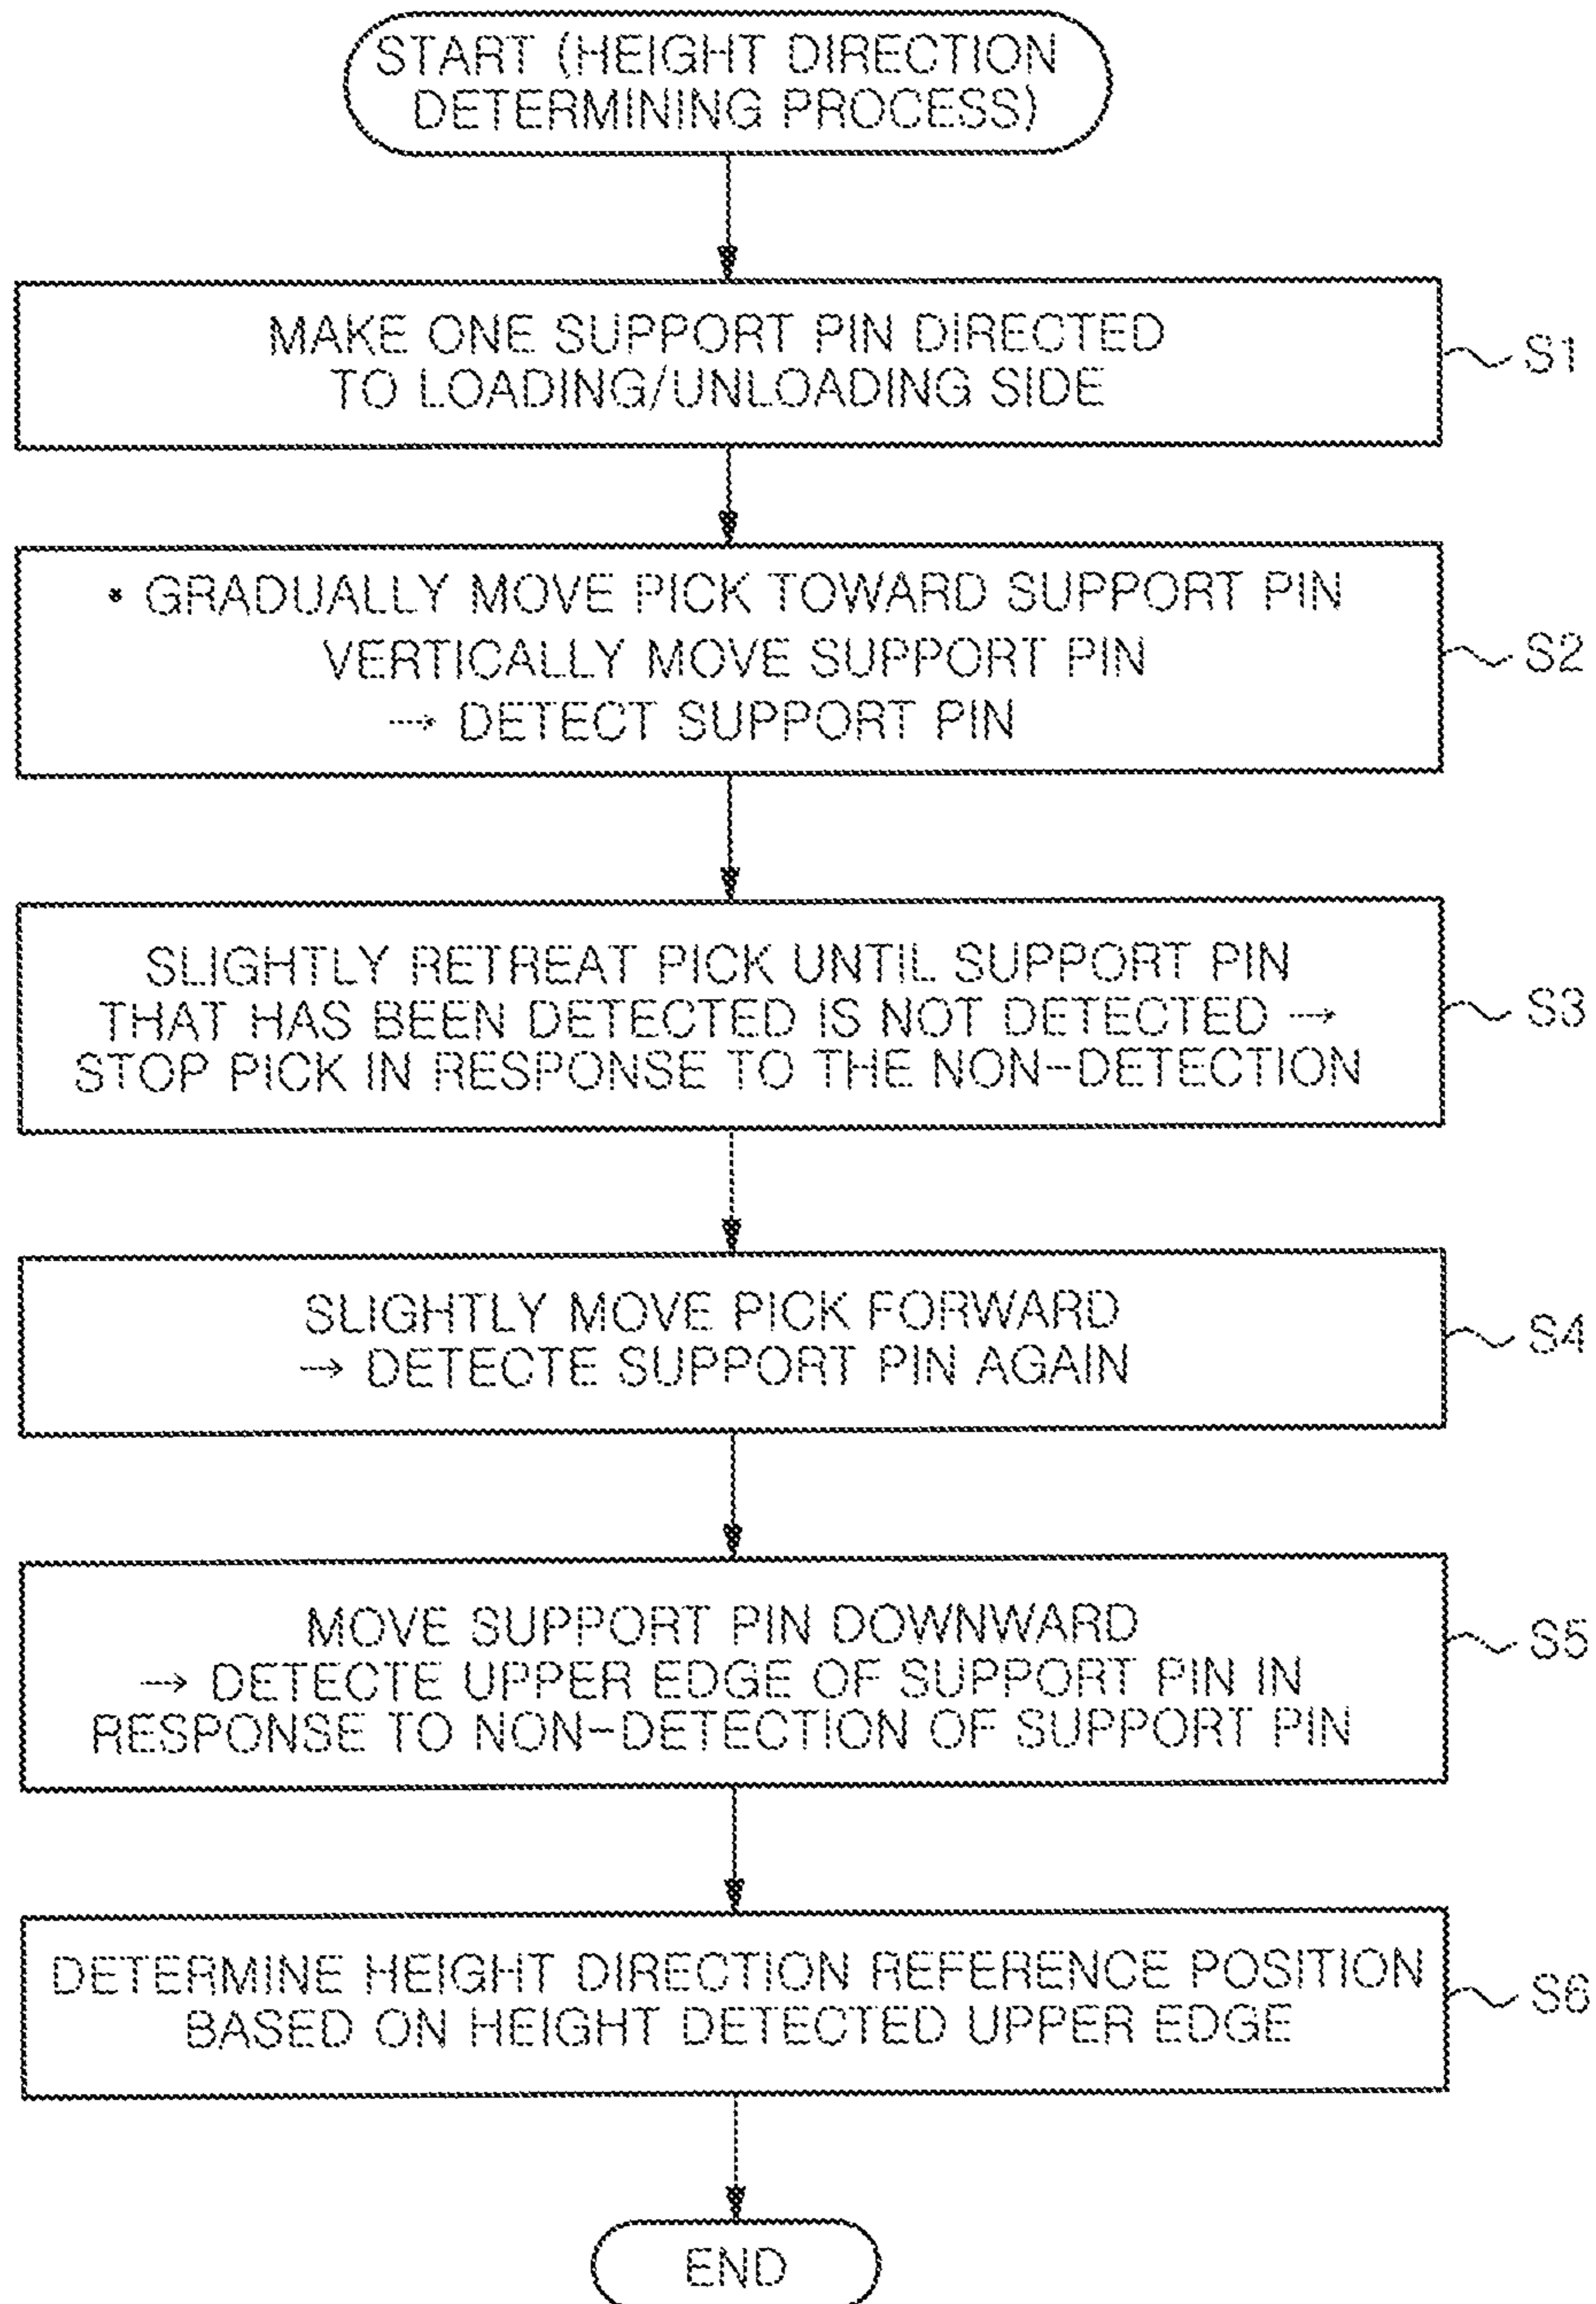 START (HEIGHT DIRECTION
DETERMINING PROCESS)
MAKE ONE SUPPORT PIN DIRECTED
TO LOADING/UNLOADING SIDE
S1
• GRADUALLY MOVE PICK TOWARD SUPPORT PIN
VERTICALLY MOVE SUPPORT PIN
→ DETECT SUPPORT PIN
S2
SLIGHTLY RETREAT PICK UNTIL SUPPORT PIN
THAT HAS BEEN DETECTED IS NOT DETECTED →
STOP PICK IN RESPONSE TO THE NON-DETECTION
S3
SLIGHTLY MOVE PICK FORWARD
→ DETECTE SUPPORT PIN AGAIN
S4
MOVE SUPPORT PIN DOWNWARD
→ DETECTE UPPER EDGE OF SUPPORT PIN IN
RESPONSE TO NON-DETECTION OF SUPPORT PIN
S5
DETERMINE HEIGHT DIRECTION REFERENCE POSITION
BASED ON HEIGHT DETECTED UPPER EDGE
S6
END